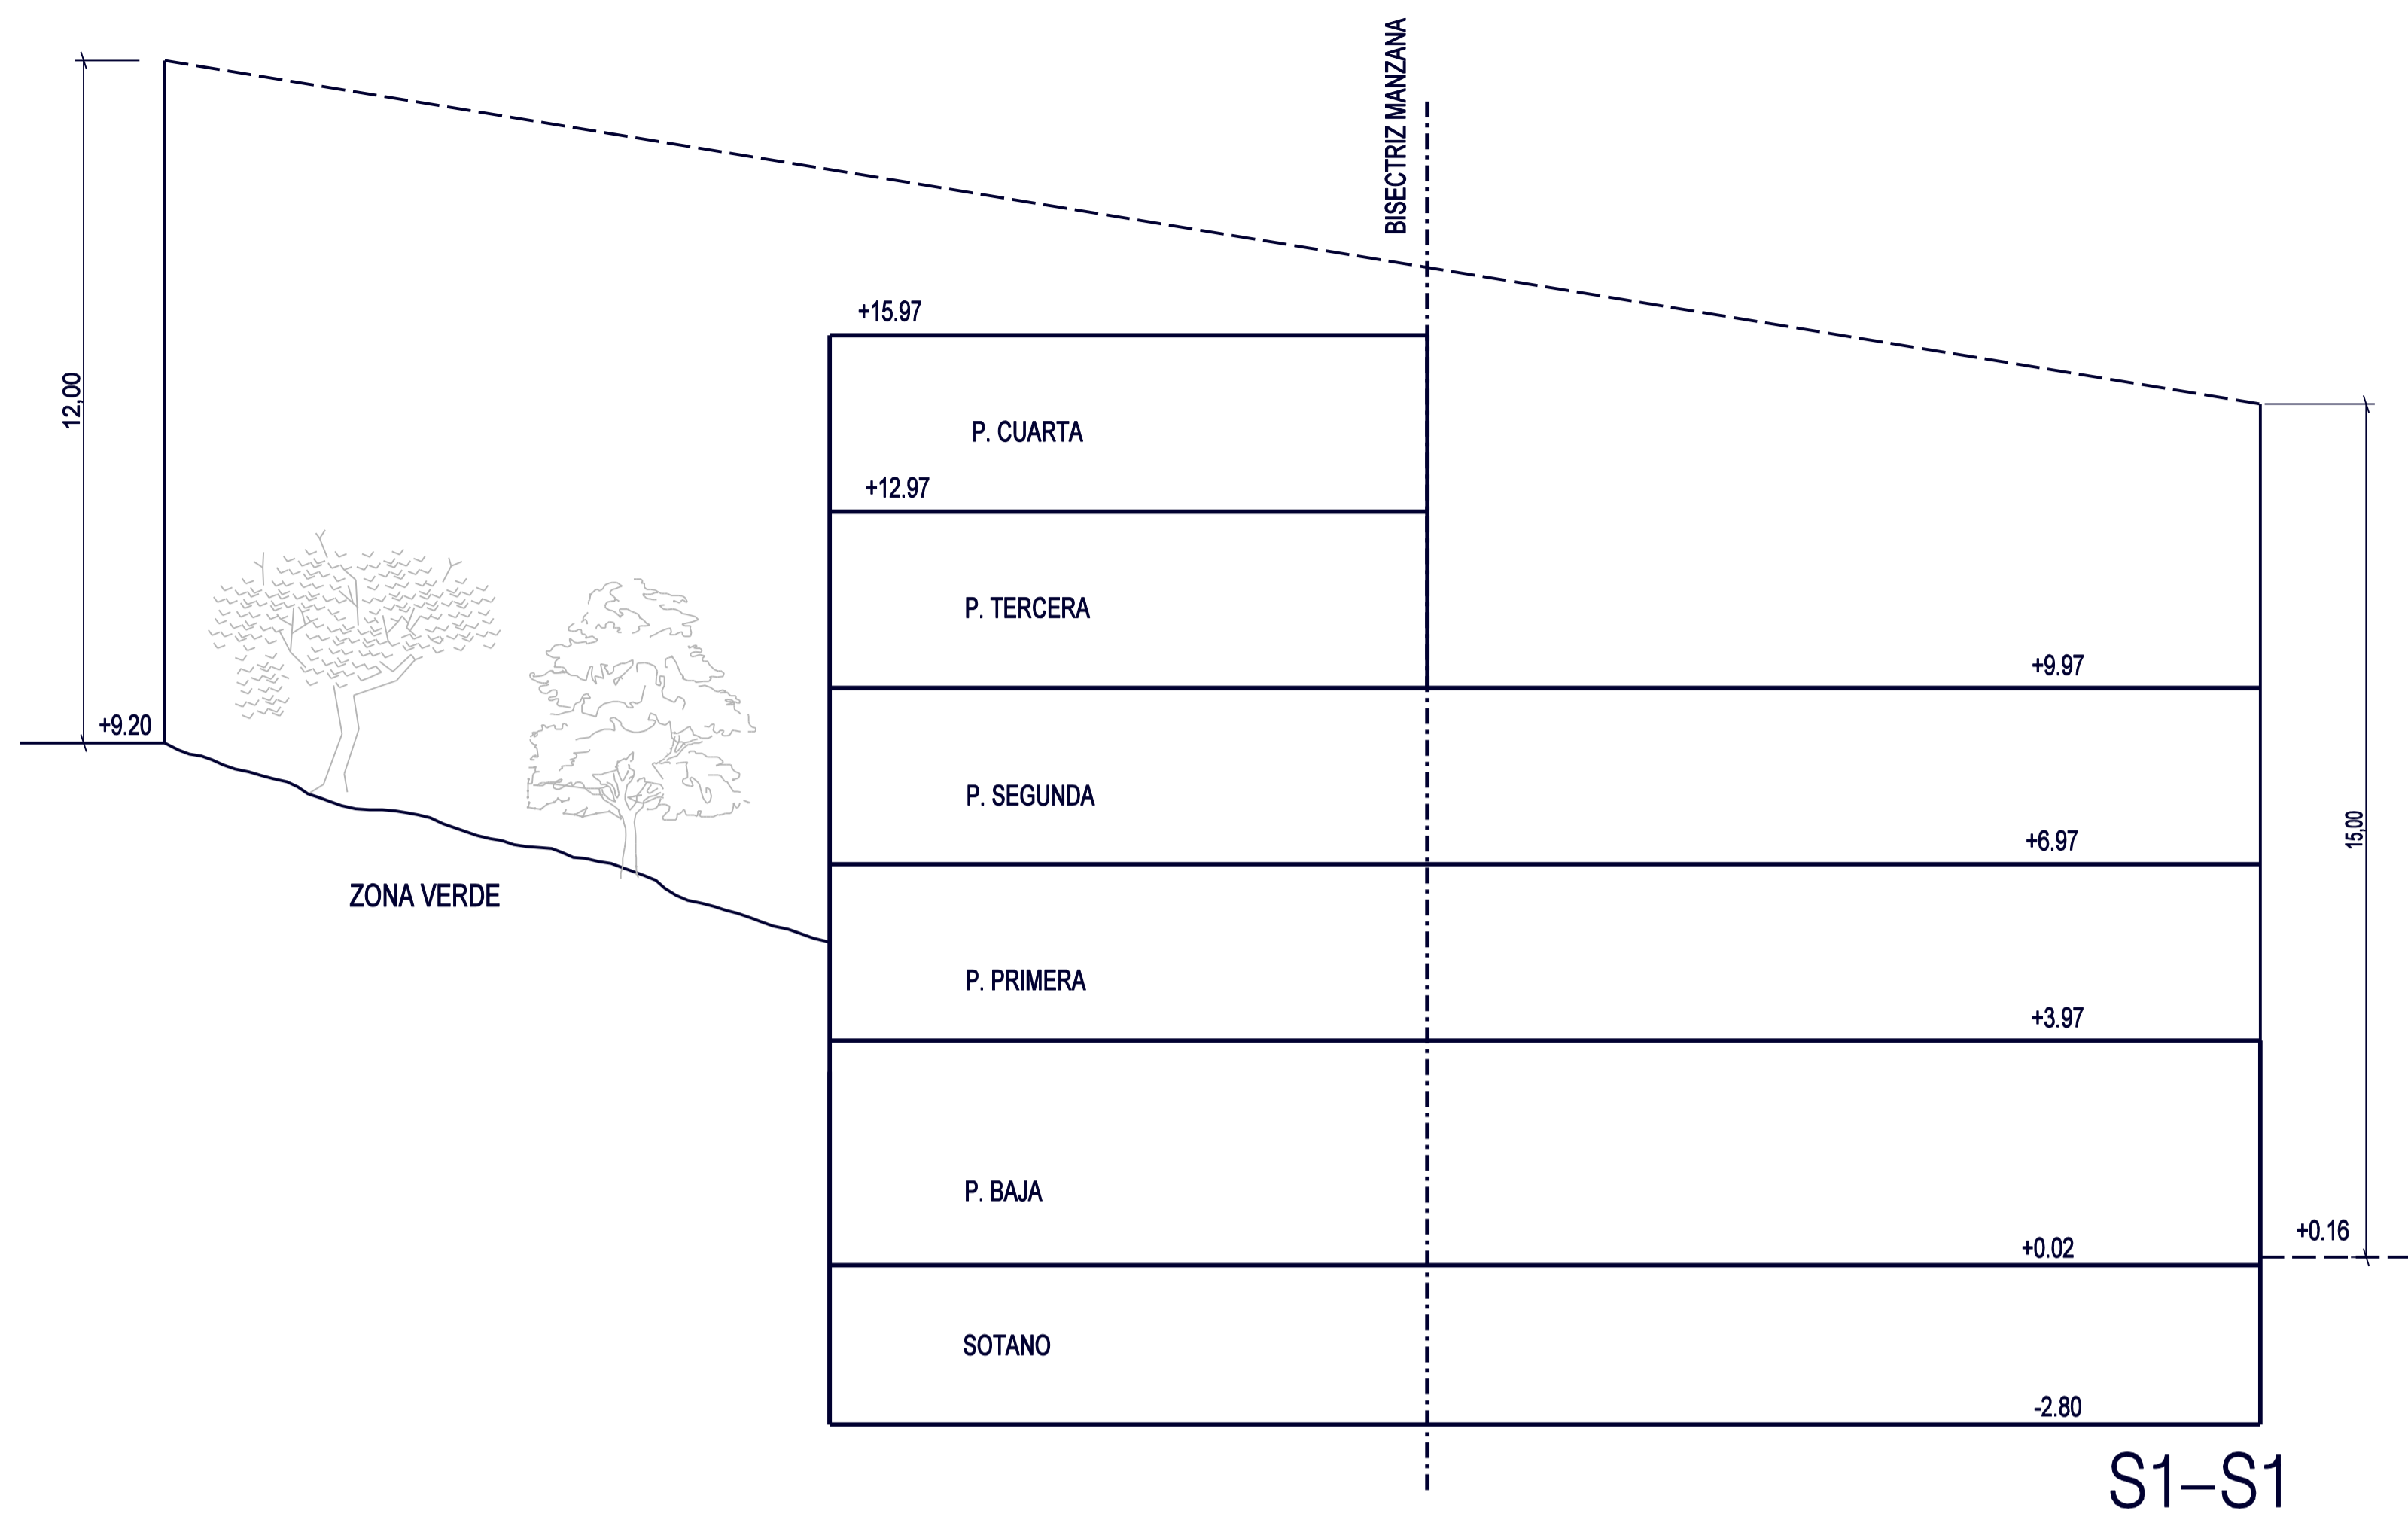 BISECTRIZ MANZANA
+15.97
12,00
P. CUARTA
+12.97
P. TERCERA
+9.97
+9.20
P. SEGUNDA
15,00
+6.97
ZONA VERDE
P. PRIMERA
+3.97
P. BAJA
+0.16
+0.02
SOTANO
-2.80
S1–S1